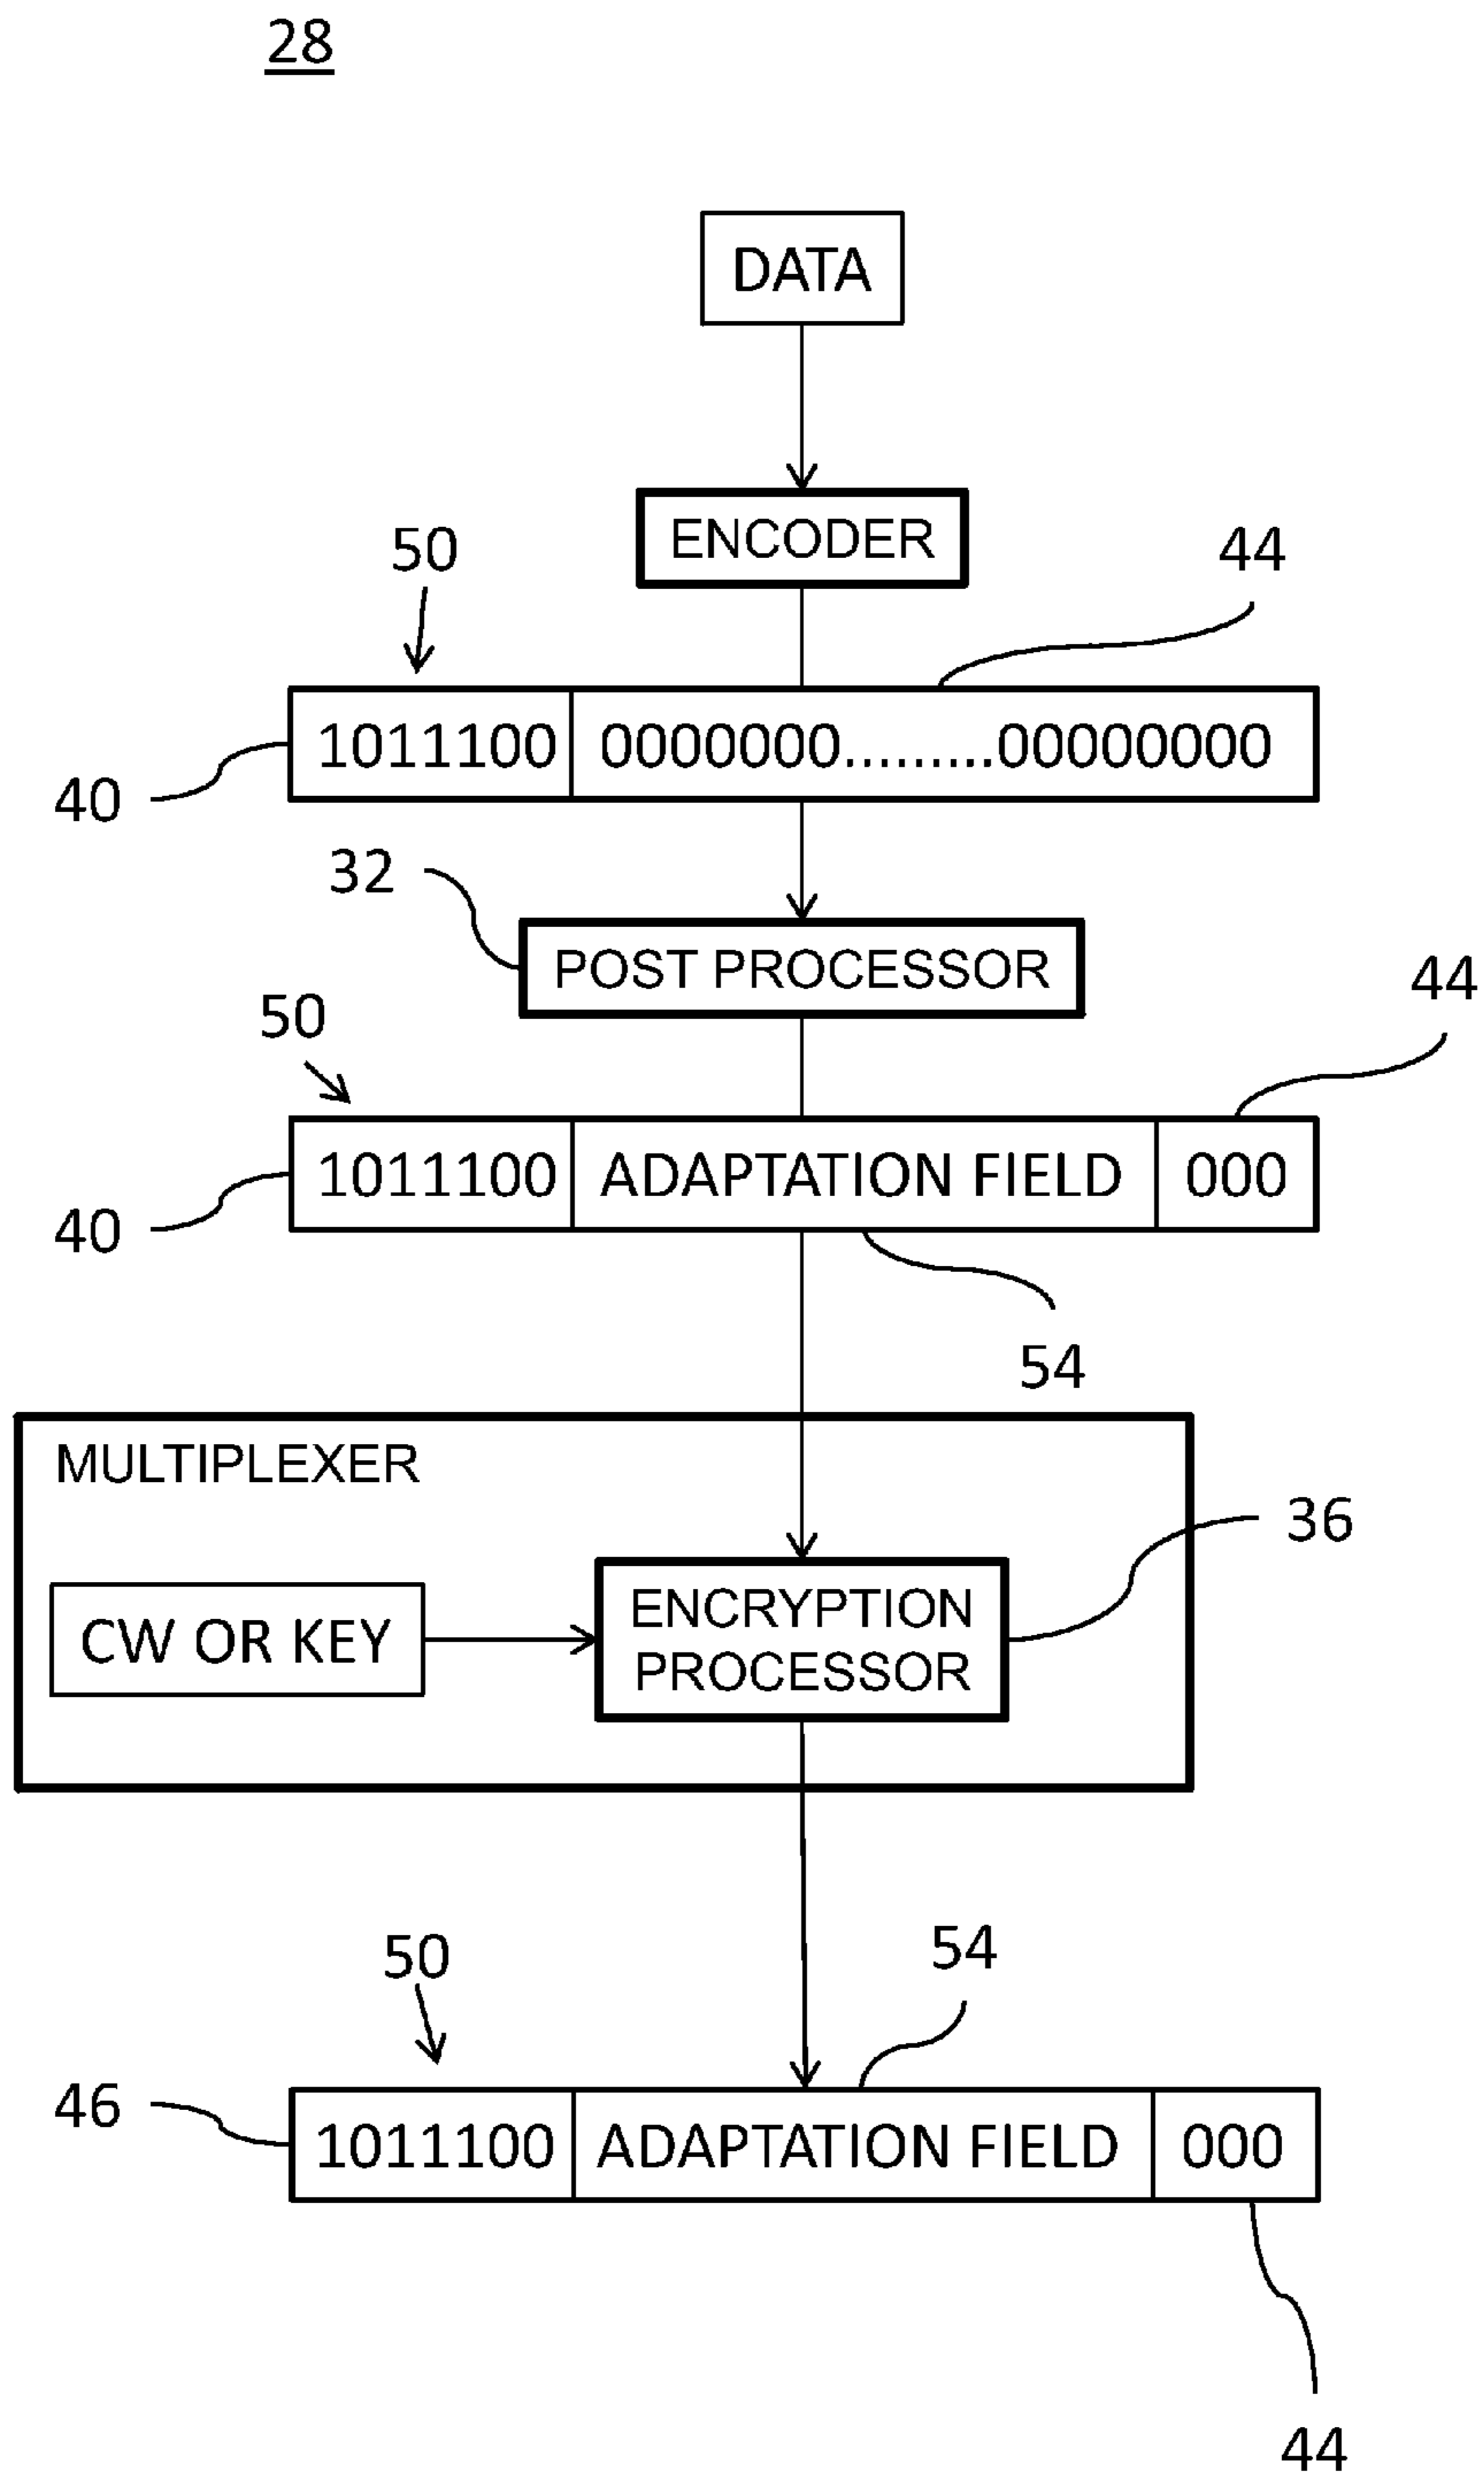 28
DATA
ENCODER
50
44
1011100 0000000.........00000000
40
32
POST PROCESSOR
44
50
1011100 ADAPTATION FIELD 000
40
54
MULTIPLEXER
36
CW OR KEY
ENCRYPTION
PROCESSOR
50
54
46
1011100 ADAPTATION FIELD 000
44